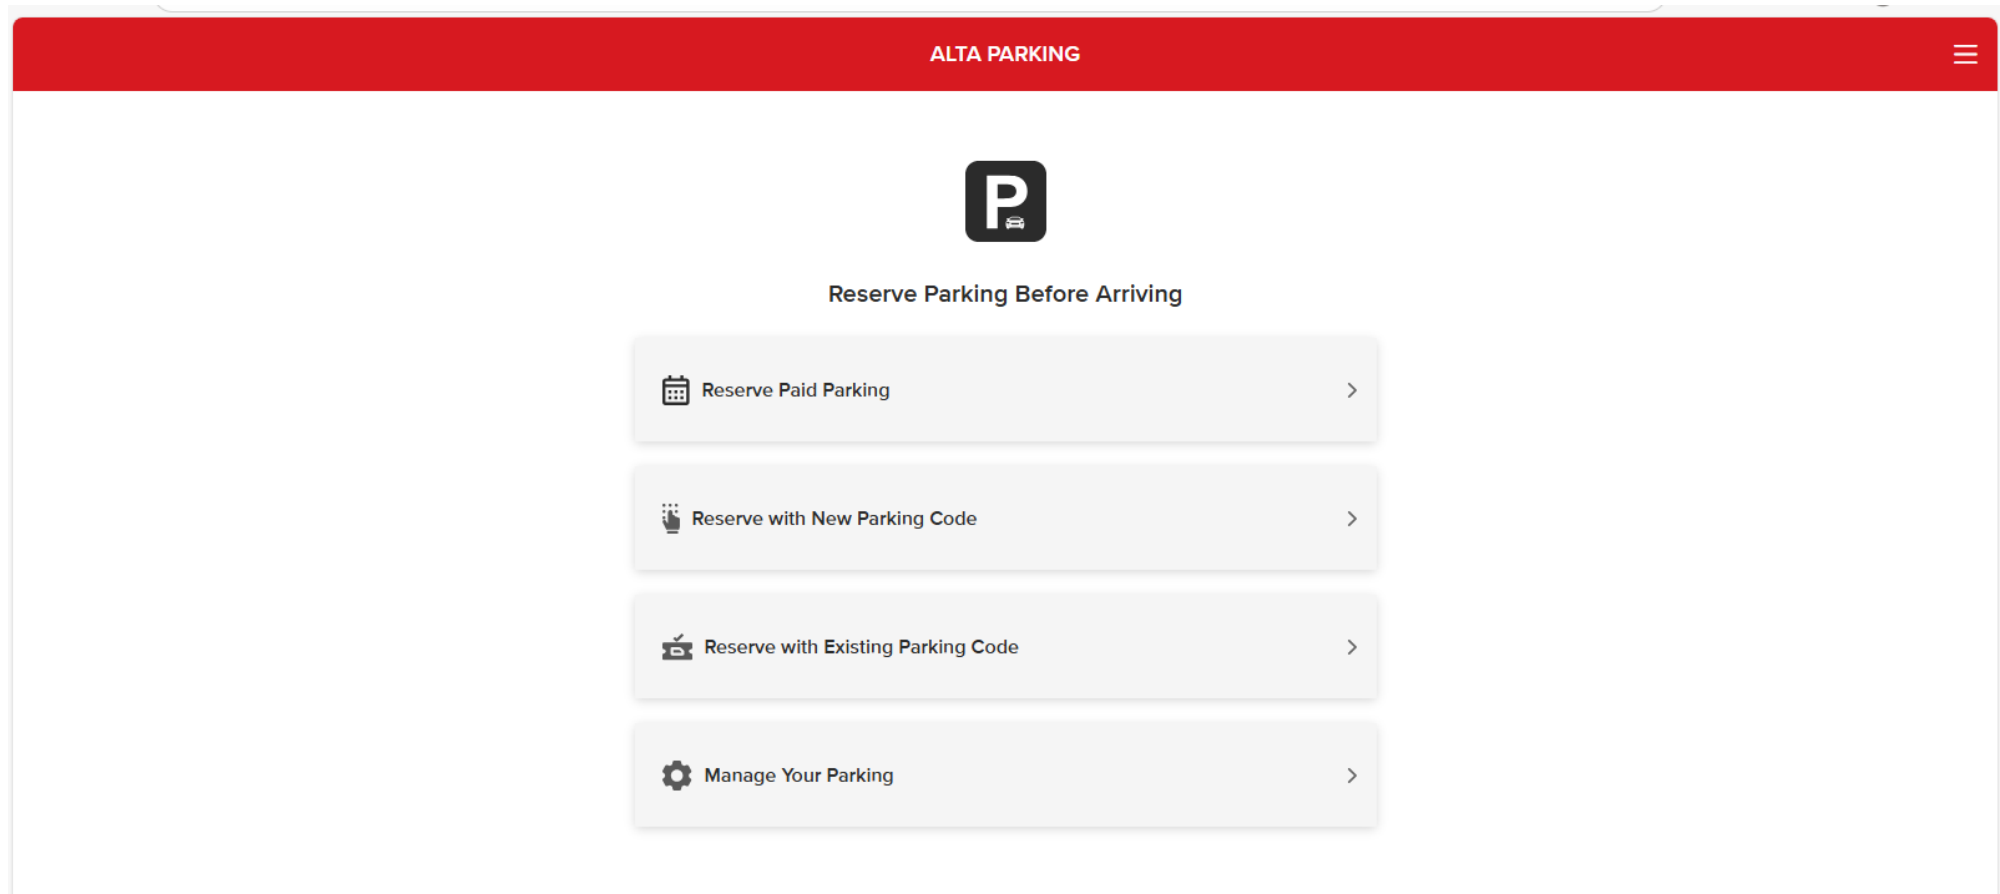 ALTA PARKING
P
Reserve Parking Before Arriving
Reserve Paid Parking
Reserve with New Parking Code
Reserve with Existing Parking Code
Manage Your Parking